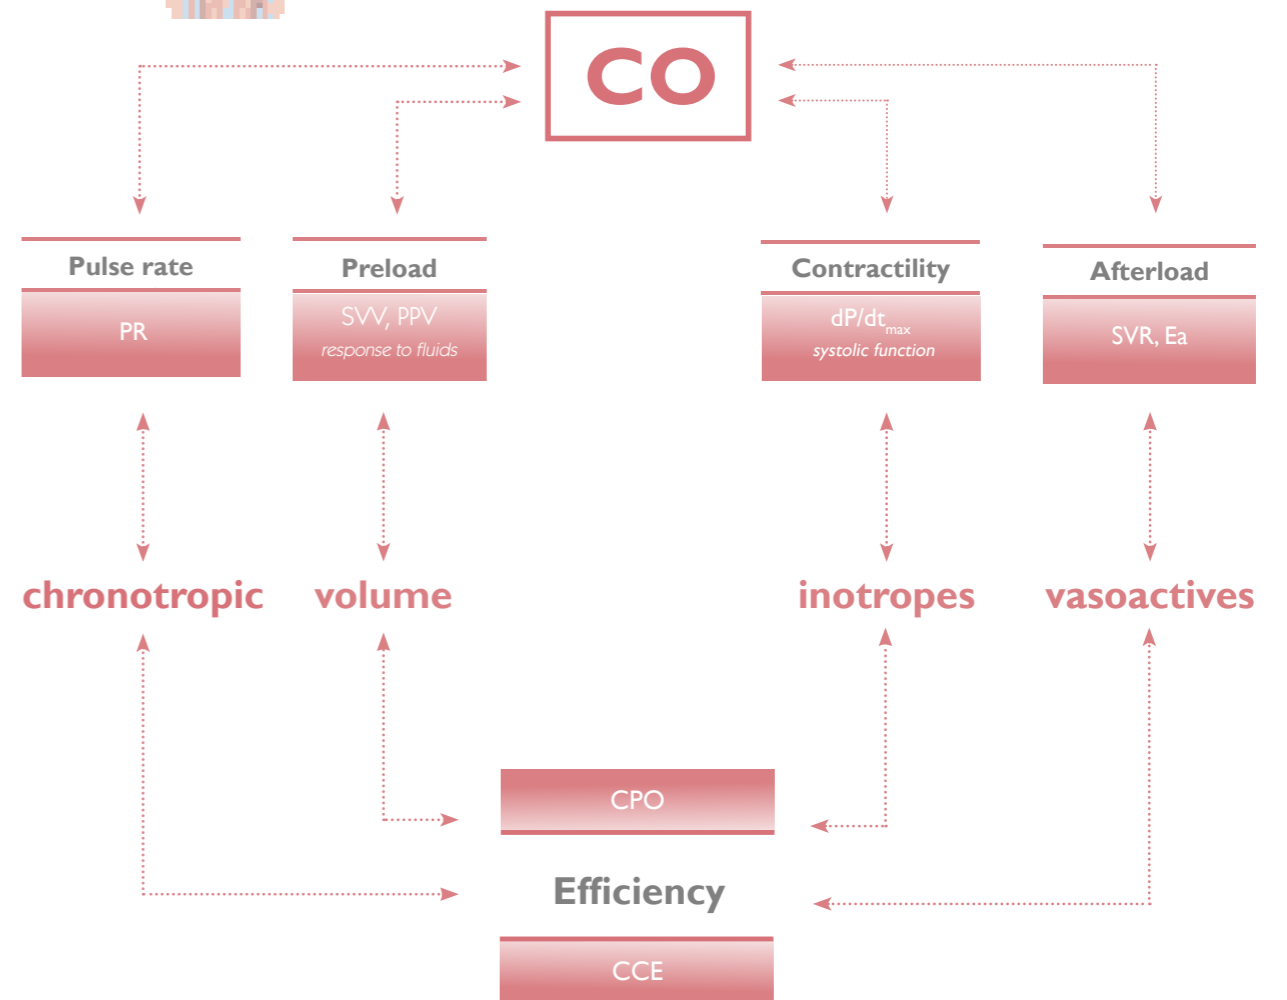 CO
Pulse rate
PR
Preload
SVV, PPV
response to fluids
Contractility
dP/dtmax
systolic function
Afterload
SVR, Ea
chronotropic
volume
inotropes
vasoactives
CPO
Efficiency
CCE